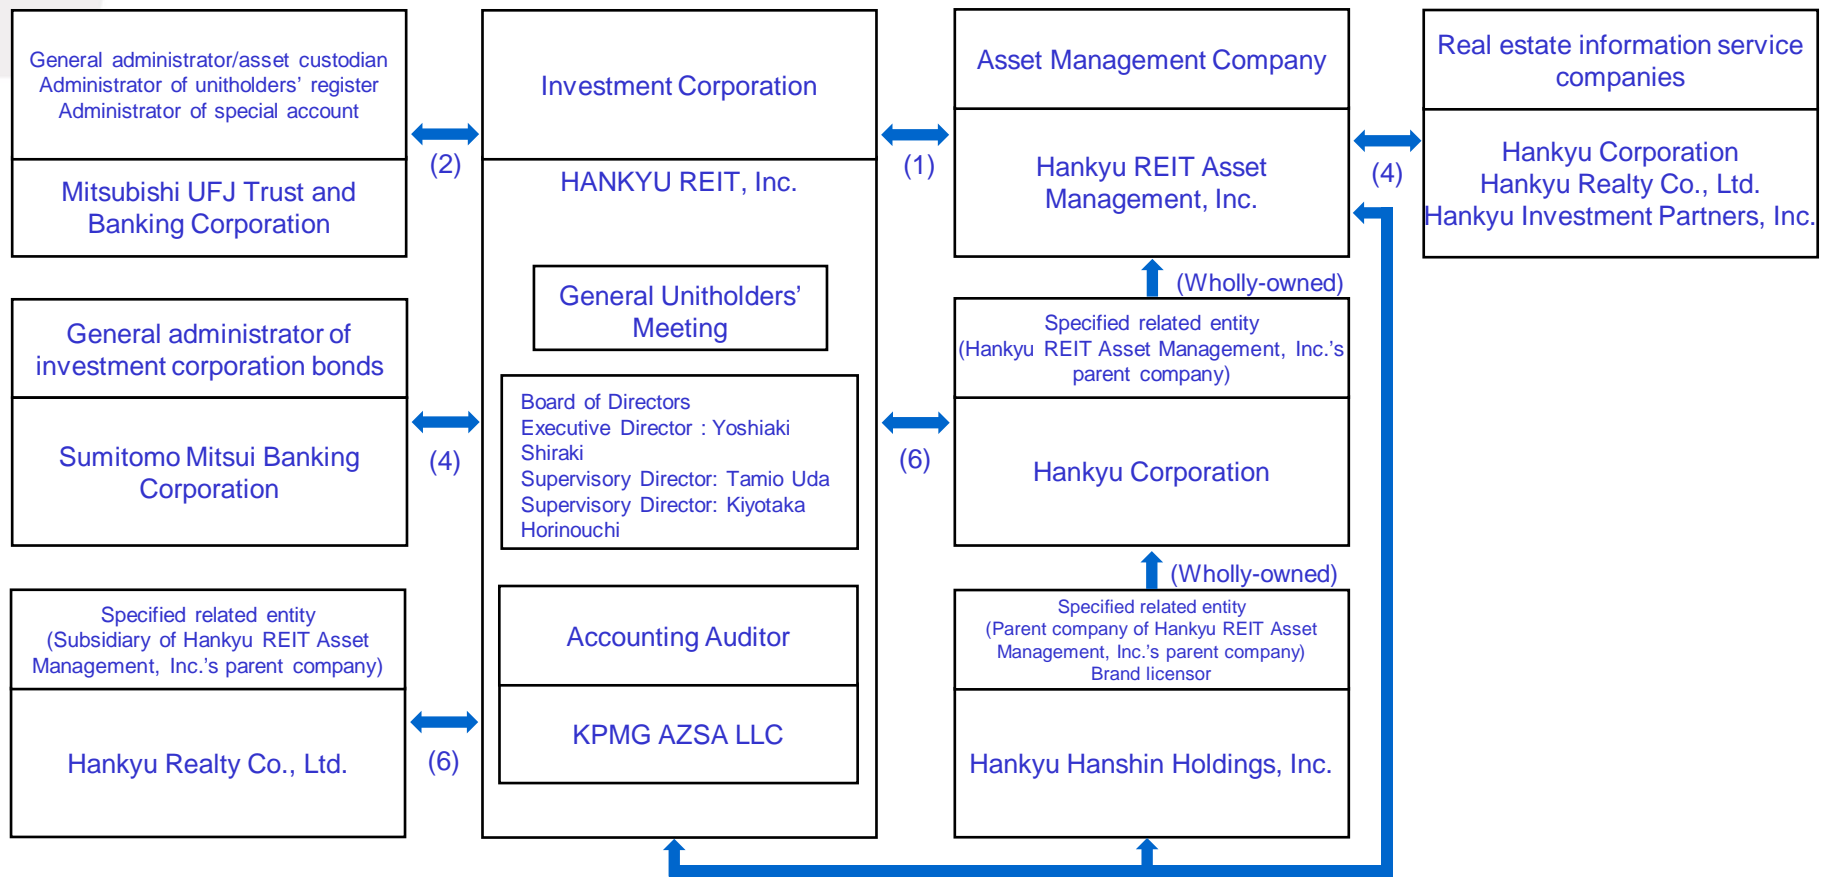 General administrator/asset custodian
Administrator of unitholders’ register
Administrator of special account
Mitsubishi UFJ Trust and
Banking Corporation
(2)
General administrator of
investment corporation bonds
Sumitomo Mitsui Banking
Corporation
(4)
Specified related entity
(Subsidiary of Hankyu REIT Asset
Management, Inc.’s parent company)
Hankyu Realty Co., Ltd.
(6)
Investment Corporation
HANKYU REIT, Inc.
General Unitholders’
Meeting
Board of Directors
Executive Director : Yoshiaki
Shiraki
Supervisory Director: Tamio Uda
Supervisory Director: Kiyotaka
Horinouchi
Accounting Auditor
KPMG AZSA LLC
(1)
(6)
Asset Management Company
Hankyu REIT Asset
Management, Inc.
(Wholly-owned)
Specified related entity
(Hankyu REIT Asset Management, Inc.’s
parent company)
Hankyu Corporation
(Wholly-owned)
Specified related entity
(Parent company of Hankyu REIT Asset
Management, Inc.’s parent company)
Brand licensor
Hankyu Hanshin Holdings, Inc.
(4)
Real estate information service
companies
Hankyu Corporation
Hankyu Realty Co., Ltd.
Hankyu Investment Partners, Inc.